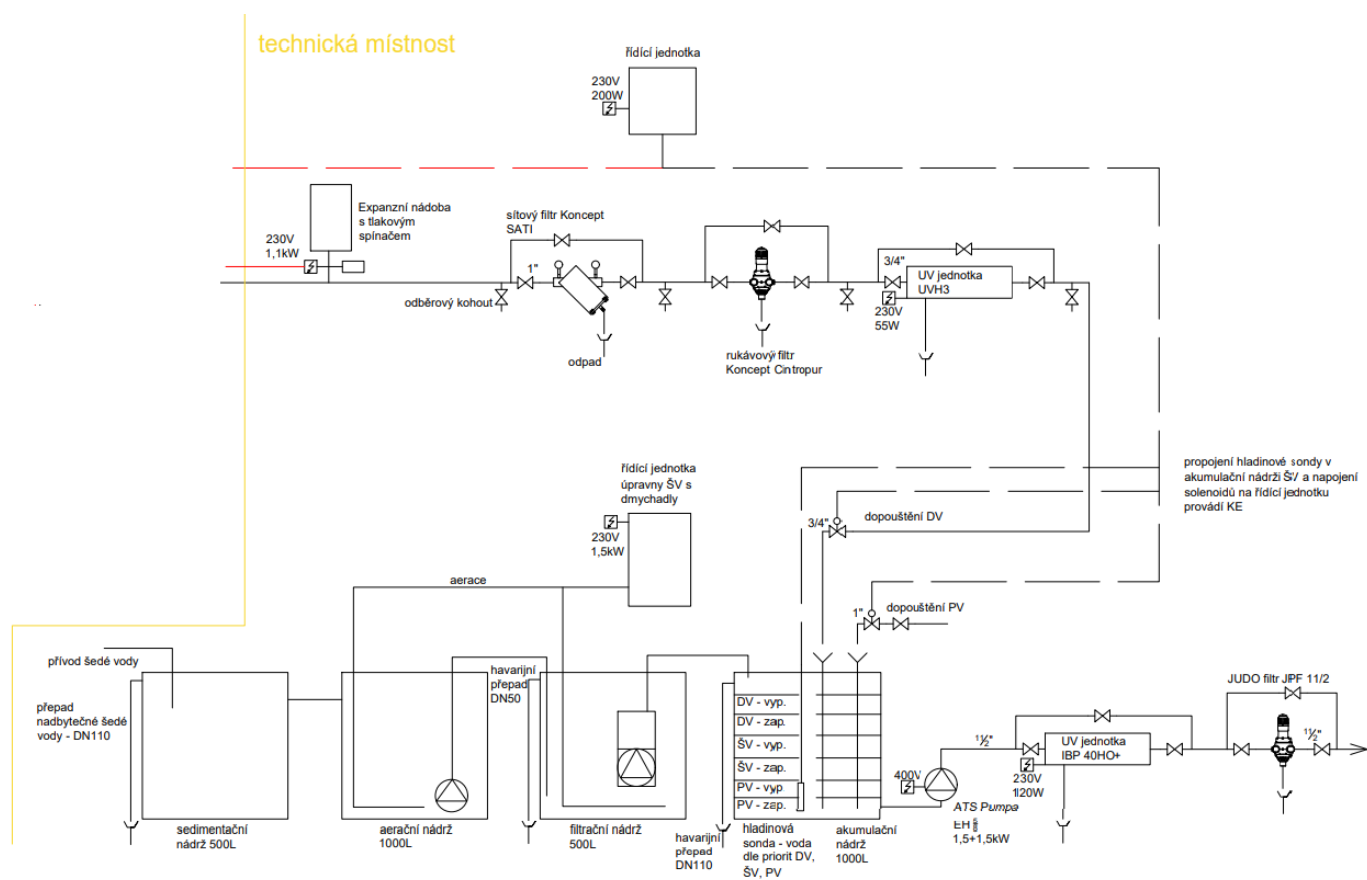 technická místnost
řídící jednotka
230V
200W
Expanzní nádoba
s tlakovým
spínačem
230V
1,1kW
sítový filtr Koncept
SATI
1"
odběrový kohout
odpad
rukávový filtr
Koncept Cintropur
3/4"
UV jednotka
UVH3
230V
55W
propojení hladinové sondy v
akumulační nádrži ŠV a napojení
solenoidů na řídící jednotku
provádí KE
řídící jednotka
úpravny ŠV s
dmychadly
230V
1,5kW
3/4"
dopouštění DV
aerace
1"
dopouštění PV
přívod šedé vody
přepad
nadbytečné šedé
vody - DN110
havarijní
přepad
DN50
DV - vyp.
DV - zap.
ŠV - vyp.
ŠV - zap.
PV - vyp.
PV - zap.
JUDO filtr JPF 11/2
1½"
UV jednotka
IBP 40HO+
1½"
400V
230V
120W
ATS Pumpa
EH
1,5+1,5kW
sedimentační
nádrž 500L
aerační nádrž
1000L
filtrační nádrž
500L
havarijní
přepad
DN110
hladinová
sonda - voda
dle priorit DV,
ŠV, PV
akumulační
nádrž
1000L